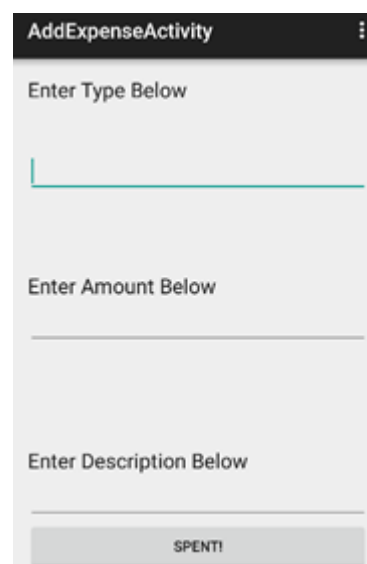 AddExpenseActivity
Enter Type Below
Enter Amount Below
Enter Description Below
SPENT!